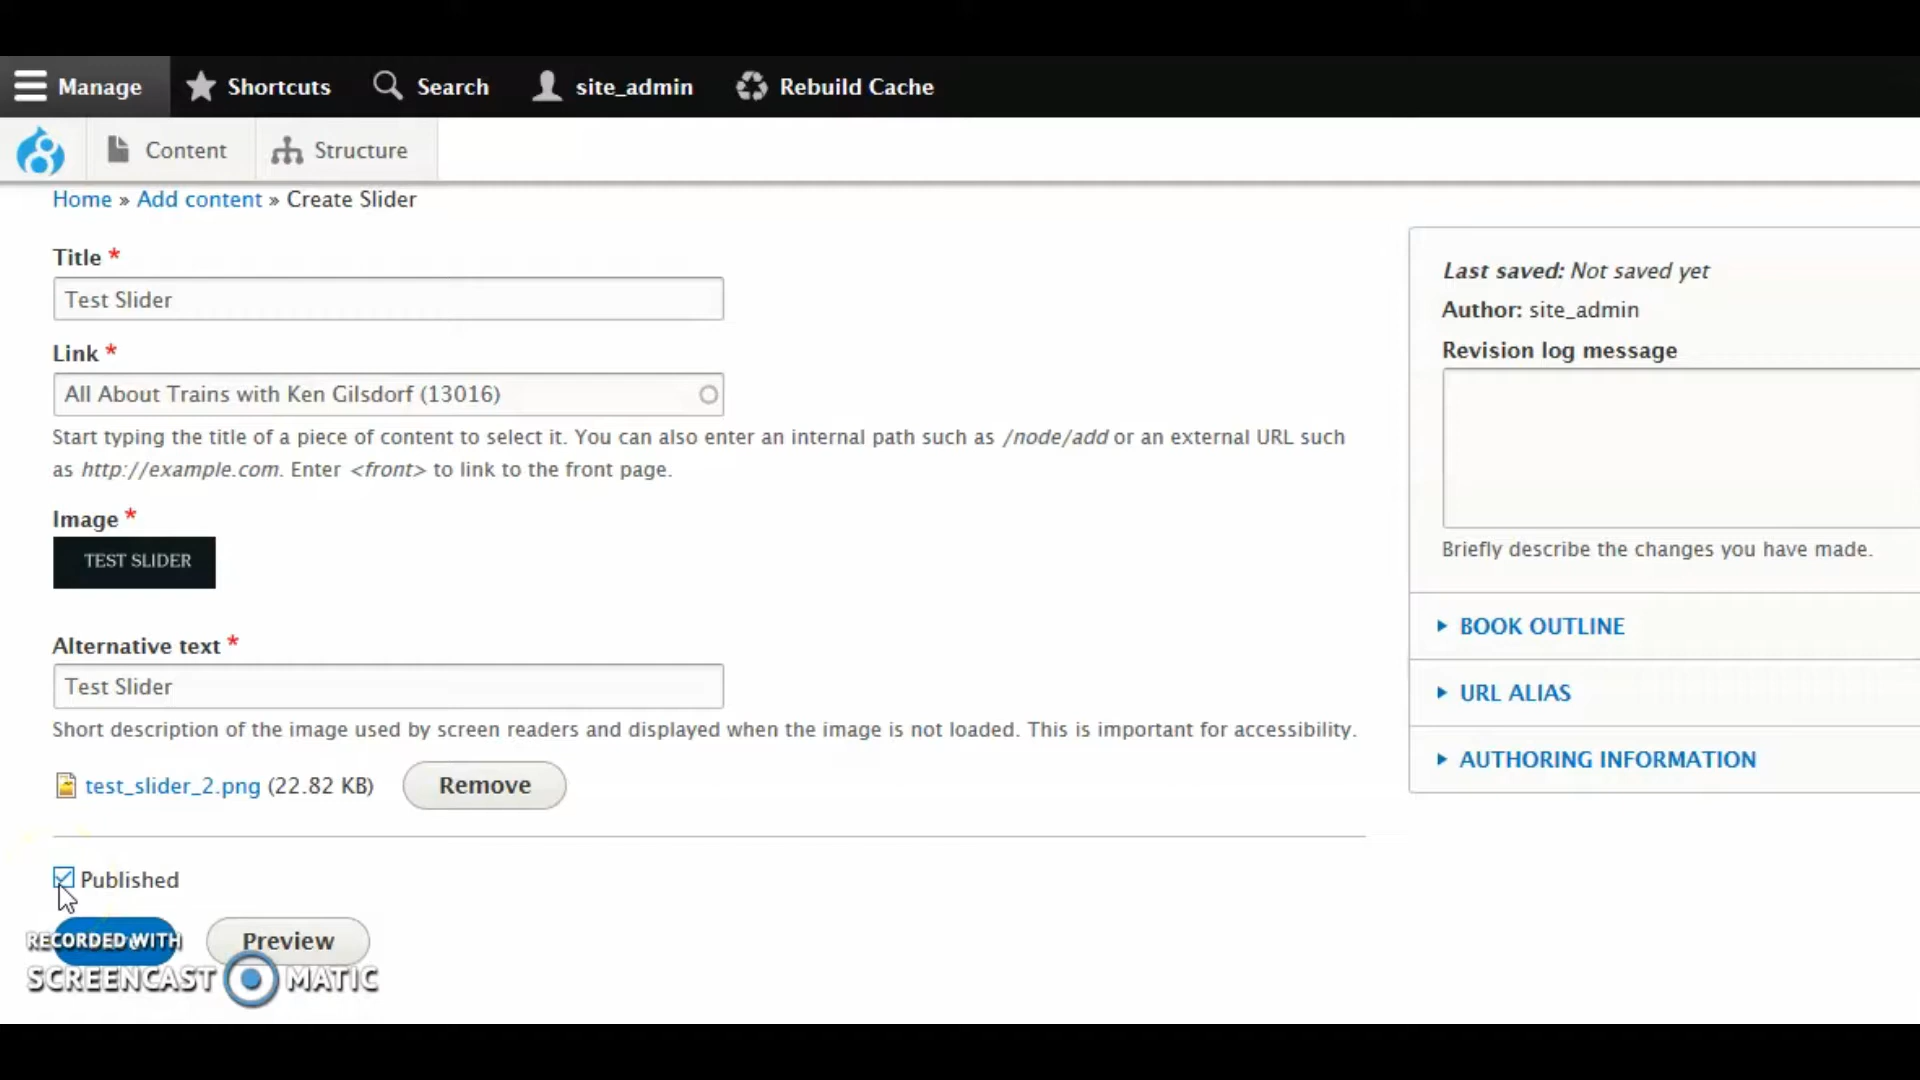 Manage Shortcuts Search site_admin Rebuild Cache
Content Structure
Home » Add content » Create Slider
Title *
Test Slider
Link *
All About Trains with Ken Gilsdorf (13016)
Start typing the title of a piece of content to select it. You can also enter an internal path such as /node/add or an external URL such
as http://example.com. Enter <front> to link to the front page.
Image *
TEST SLIDER
Alternative text *
Test Slider
Short description of the image used by screen readers and displayed when the image is not loaded. This is important for accessibility.
test_slider_2.png (22.82 KB) Remove
Published
Preview
RECORDED WITH
SCREENCAST MATIC
Last saved: Not saved yet
Author: site_admin
Revision log message
Briefly describe the changes you have made.
BOOK OUTLINE
URL ALIAS
AUTHORING INFORMATION